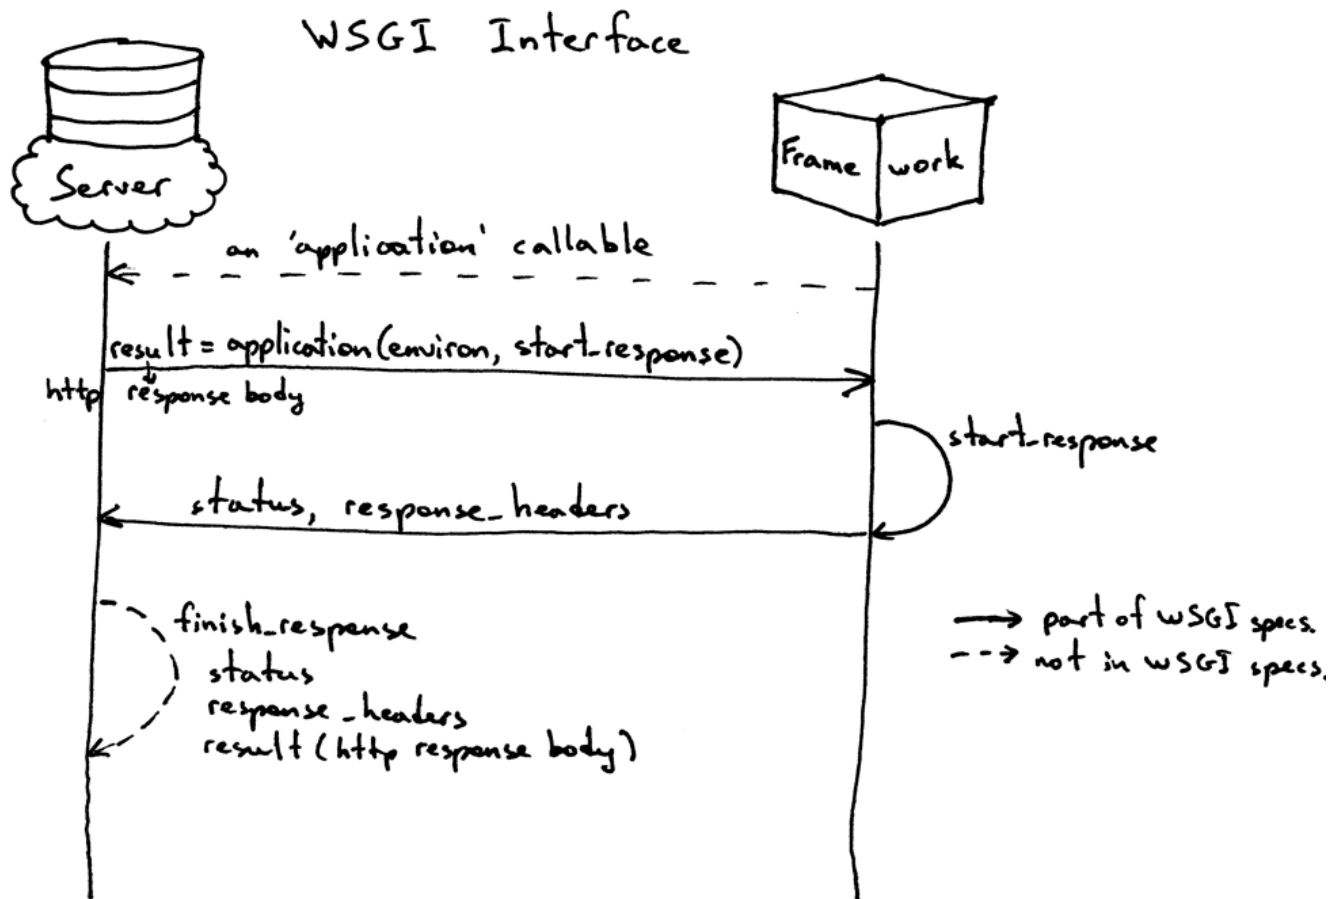 WSGI Interface
Server
Frame work
an 'application' callable
result = application(environ, start_response)
http response body
start_response
status, response_headers
finish_response
status
response_headers
result (http response body)
part of WSGI specs.
not in WSGI specs.